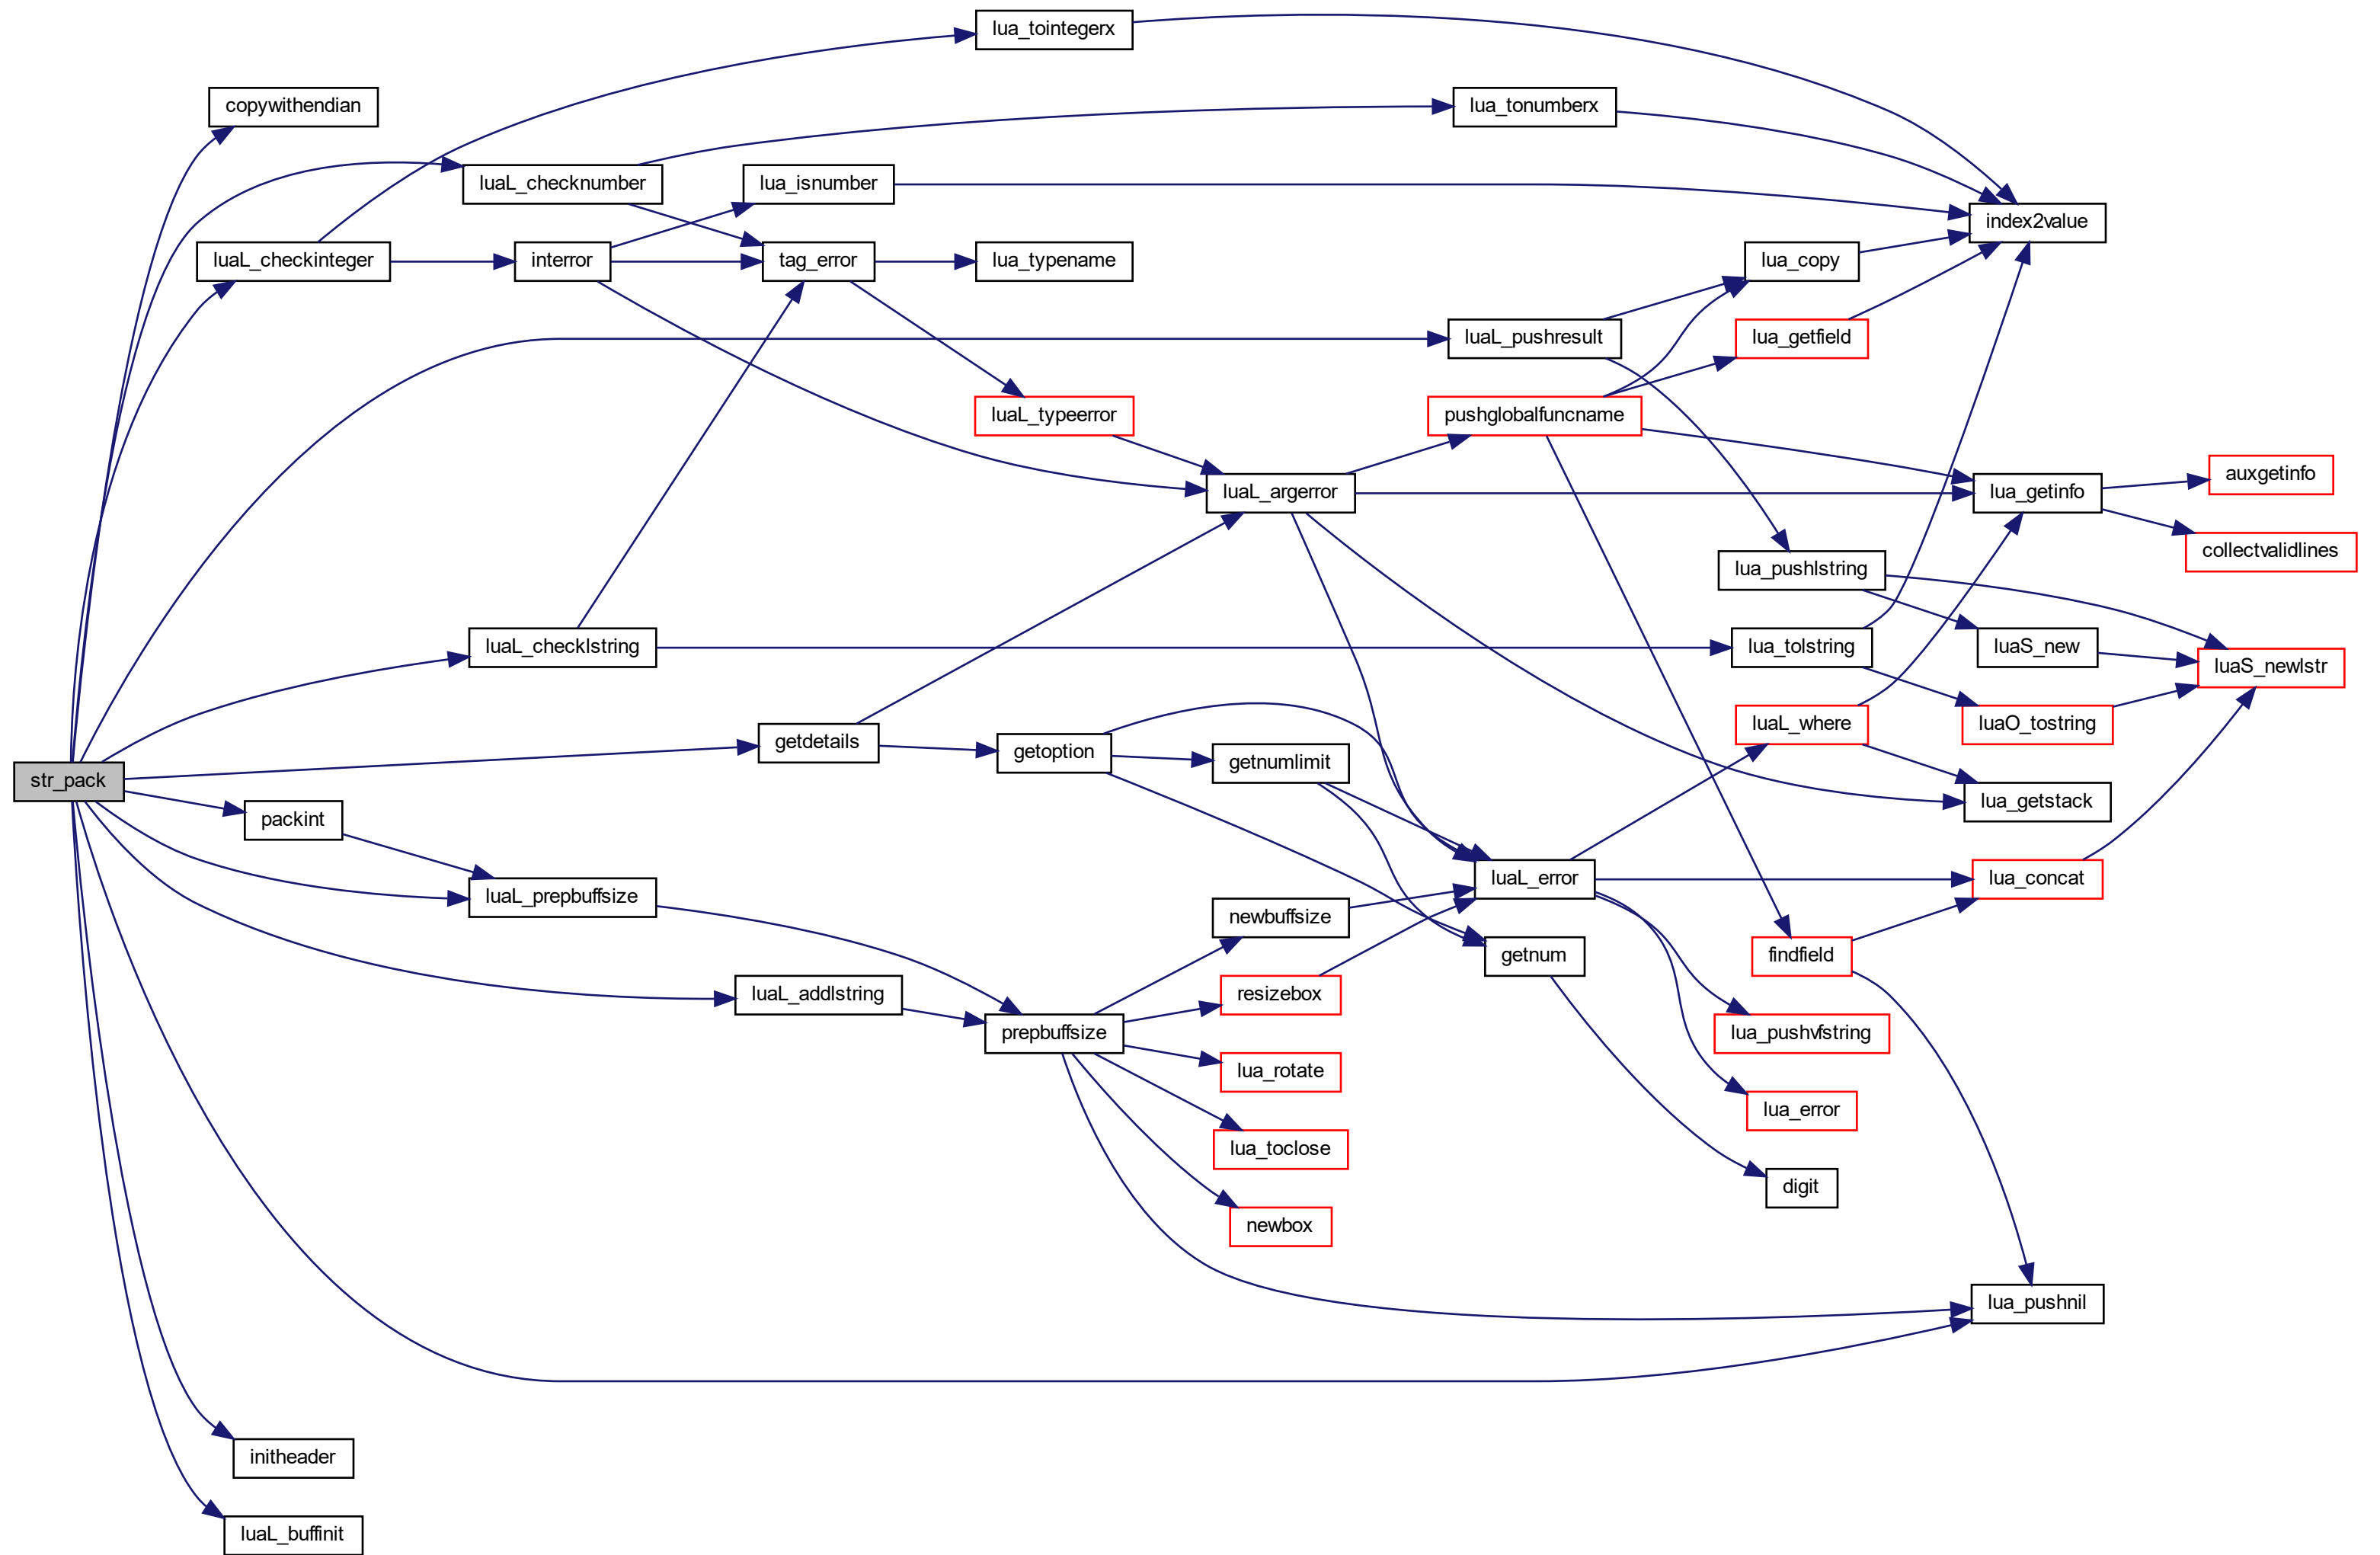 lua_tointegerx
copywithendian
lua_tonumberx
luaL_checknumber
lua_isnumber
index2value
luaL_checkinteger
interror
tag_error
lua_typename
lua_copy
luaL_pushresult
lua_getfield
luaL_typeerror
pushglobalfuncname
auxgetinfo
luaL_argerror
lua_getinfo
collectvalidlines
lua_pushlstring
luaL_checklstring
lua_tolstring
luaS_new
luaS_newlstr
luaL_where
luaO_tostring
getdetails
getoption
getnumlimit
str_pack
lua_getstack
packint
luaL_error
lua_concat
luaL_prepbuffsize
newbuffsize
getnum
findfield
luaL_addlstring
resizebox
prepbuffsize
lua_pushvfstring
lua_rotate
lua_error
lua_toclose
digit
newbox
lua_pushnil
initheader
luaL_buffinit